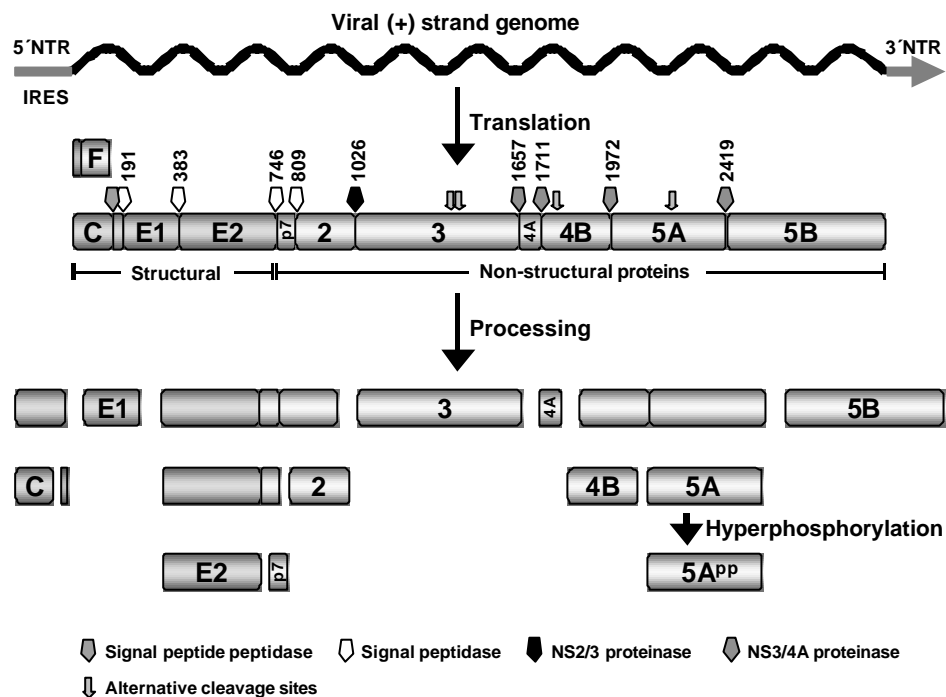 Viral (+) strand genome
5´NTR
3´NTR
IRES
Translation
F
191
383
746
809
1026
1657
1711
1972
2419
C E1 E2 p7 2 3 4A 4B 5A 5B
Structural
Non-structural proteins
Processing
E1 3 4A 5B
C 2 4B 5A
Hyperphosphorylation
E2 p7 5App
Signal peptide peptidase
Signal peptidase
NS2/3 proteinase
NS3/4A proteinase
Alternative cleavage sites